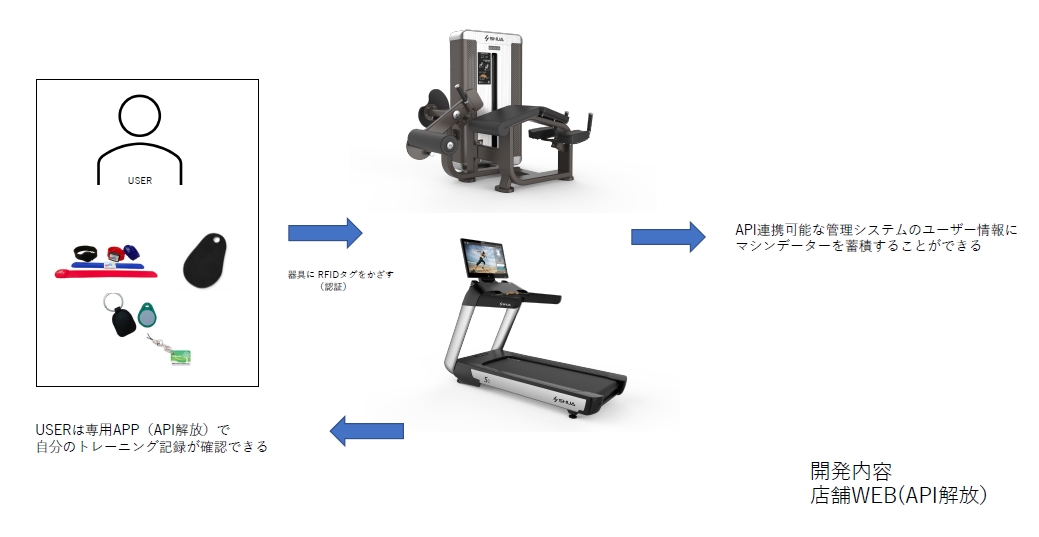 SHUA
USER
API連携可能な管理システムのユーザー情報に
マシンデーターを蓄積することができる
器具に RFIDタグをかざす
（認証）
SHUA
USERは専用APP（API解放）で
自分のトレーニング記録が確認できる
開発内容
店舗WEB(API解放）